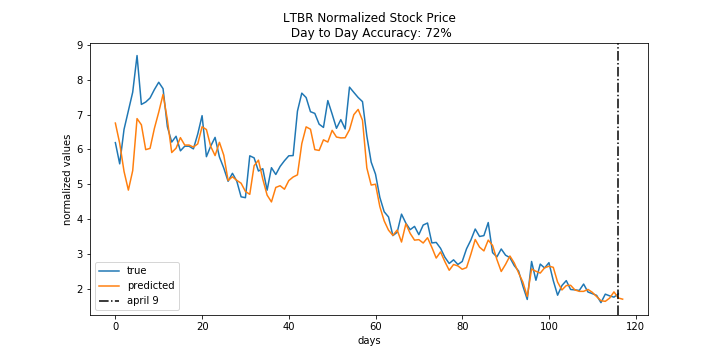 LTBR Normalized Stock Price
Day to Day Accuracy: 72%
normalized values
9
8
7
6
5
4
3
2
true
predicted
april 9
0 20 40 60 80 100 120
days